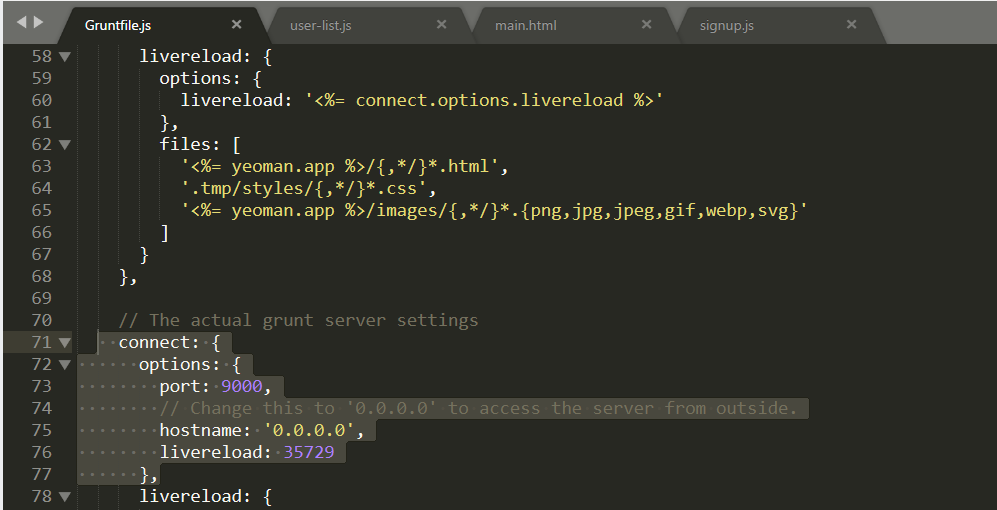 Gruntfile.js × user-list.js × main.html × signup.js ×
58 livereload: {
59 options: {
60 livereload: '<%= connect.options.livereload %>'
61 },
62 files: [
63 '<%= yeoman.app %>/{,*/}*.html',
64 '.tmp/styles/{,*/}*.css',
65 '<%= yeoman.app %>/images/{,*/}*.{png,jpg,jpeg,gif,webp,svg}'
66 ]
67 }
68 },
69
70 // The actual grunt server settings
71 connect: {
72 options: {
73 port: 9000,
74 // Change this to '0.0.0.0' to access the server from outside.
75 hostname: '0.0.0.0',
76 livereload: 35729
77 },
78 livereload: {